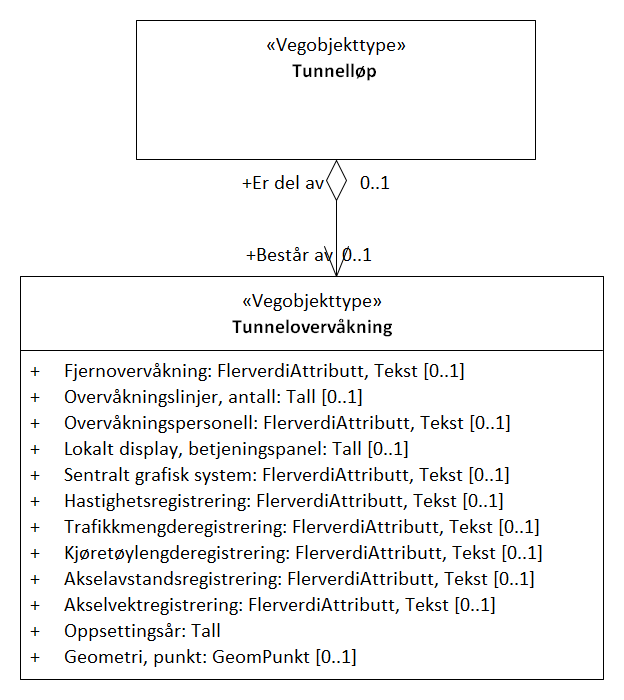 «Vegobjekttype»
Tunnelløp
+Er del av 0..1
+Består av 0..1
«Vegobjekttype»
Tunnelovervåkning
+ Fjernovervåkning: FlerverdiAttributt, Tekst [0..1]
+ Overvåkningslinjer, antall: Tall [0..1]
+ Overvåkningspersonell: FlerverdiAttributt, Tekst [0..1]
+ Lokalt display, betjeningspanel: Tall [0..1]
+ Sentralt grafisk system: FlerverdiAttributt, Tekst [0..1]
+ Hastighetsregistrering: FlerverdiAttributt, Tekst [0..1]
+ Trafikkmengderegistrering: FlerverdiAttributt, Tekst [0..1]
+ Kjøretøylengderegistrering: FlerverdiAttributt, Tekst [0..1]
+ Akselavstandsregistrering: FlerverdiAttributt, Tekst [0..1]
+ Akselvektregistrering: FlerverdiAttributt, Tekst [0..1]
+ Oppsettingsår: Tall
+ Geometri, punkt: GeomPunkt [0..1]